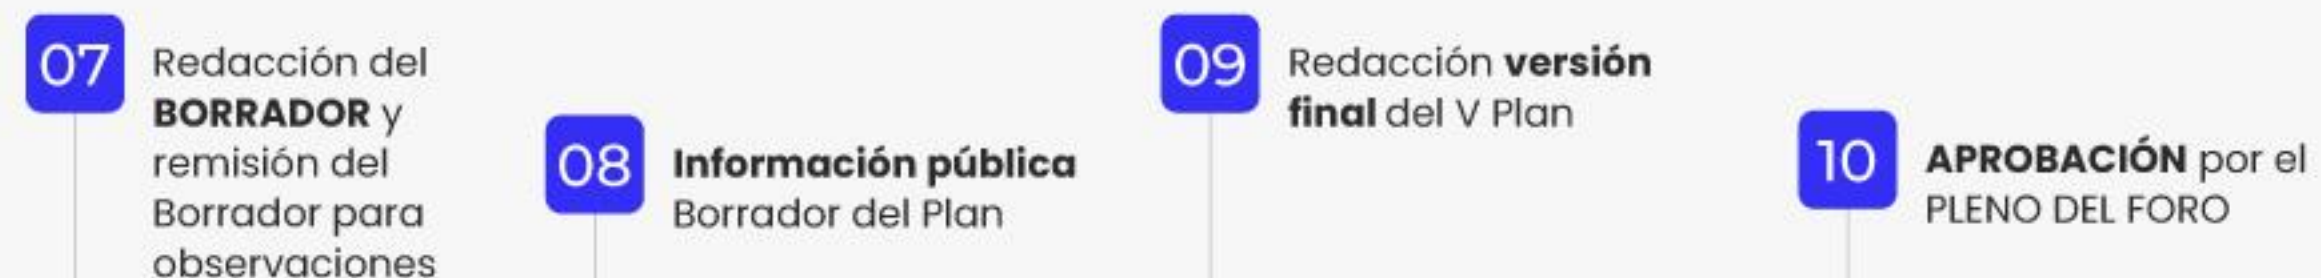 07
Redacción del
BORRADOR y
remisión del
Borrador para
observaciones
08
Información pública
Borrador del Plan
09
Redacción versión
final del V Plan
10
APROBACIÓN por el
PLENO DEL FORO